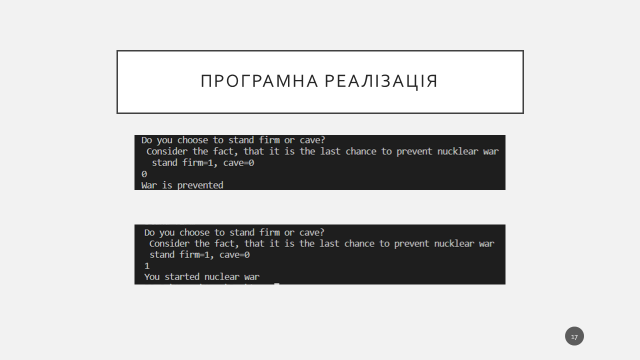 ПРОГРАМНА РЕАЛІЗАЦІЯ
Do you choose to stand firm or cave?
Consider the fact, that it is the last chance to prevent nucklear war
stand firm=1, cave=0
0
War is prevented
Do you choose to stand firm or cave?
Consider the fact, that it is the last chance to prevent nucklear war
stand firm=1, cave=0
1
You started nuclear war
17